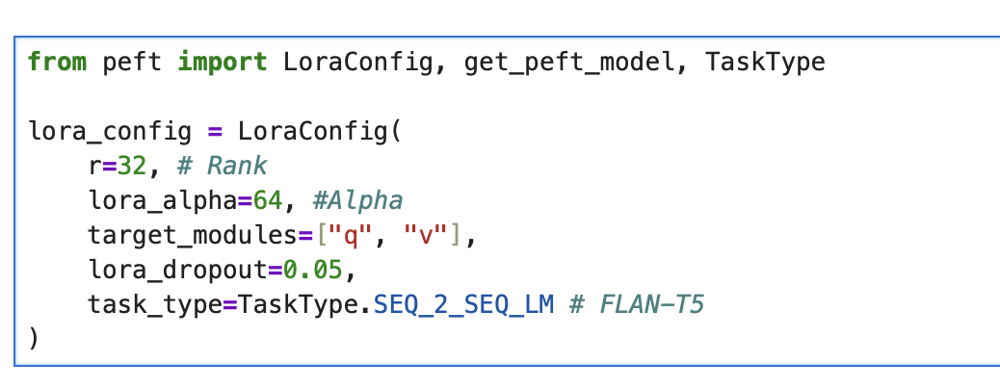 from peft import LoraConfig, get_peft_model, TaskType
lora_config = LoraConfig(
    r=32, # Rank
    lora_alpha=64, #Alpha
    target_modules=["q", "v"],
    lora_dropout=0.05,
    task_type=TaskType.SEQ_2_SEQ_LM # FLAN-T5
)